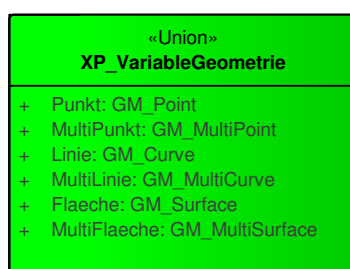 «Union»
XP_VariableGeometrie
+ Punkt: GM_Point
+ MultiPunkt: GM_MultiPoint
+ Linie: GM_Curve
+ MultiLinie: GM_MultiCurve
+ Flaeche: GM_Surface
+ MultiFlaeche: GM_MultiSurface